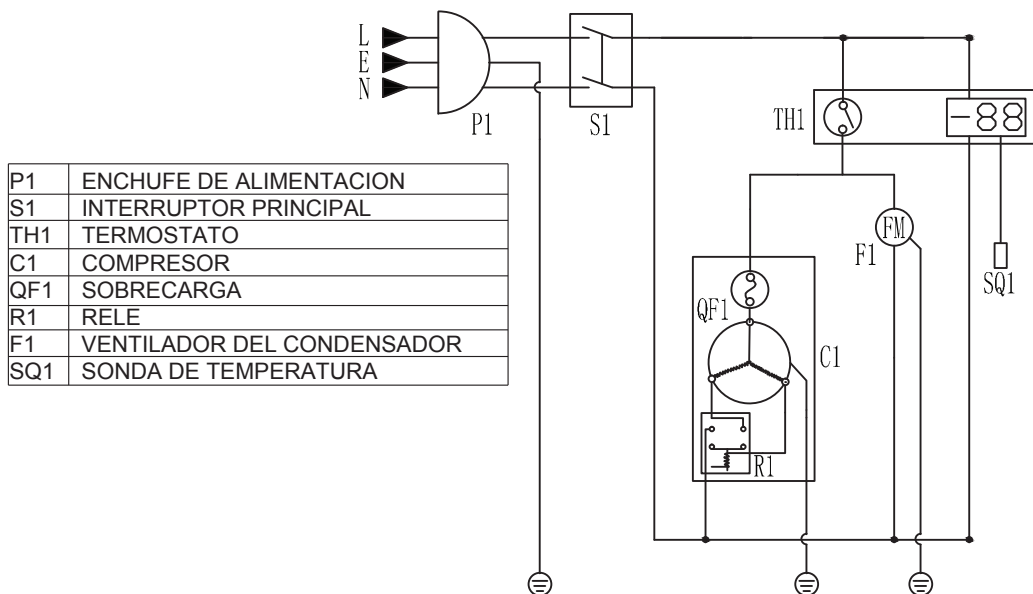 L
E
N
P1
S1
TH1
-88
P1 ENCHUFE DE ALIMENTACION
S1 INTERRUPTOR PRINCIPAL
TH1 TERMOSTATO
C1 COMPRESOR
QF1 SOBRECARGA
R1 RELE
F1 VENTILADOR DEL CONDENSADOR
SQ1 SONDA DE TEMPERATURA
FM
F1
SQ1
QF1
C1
R1